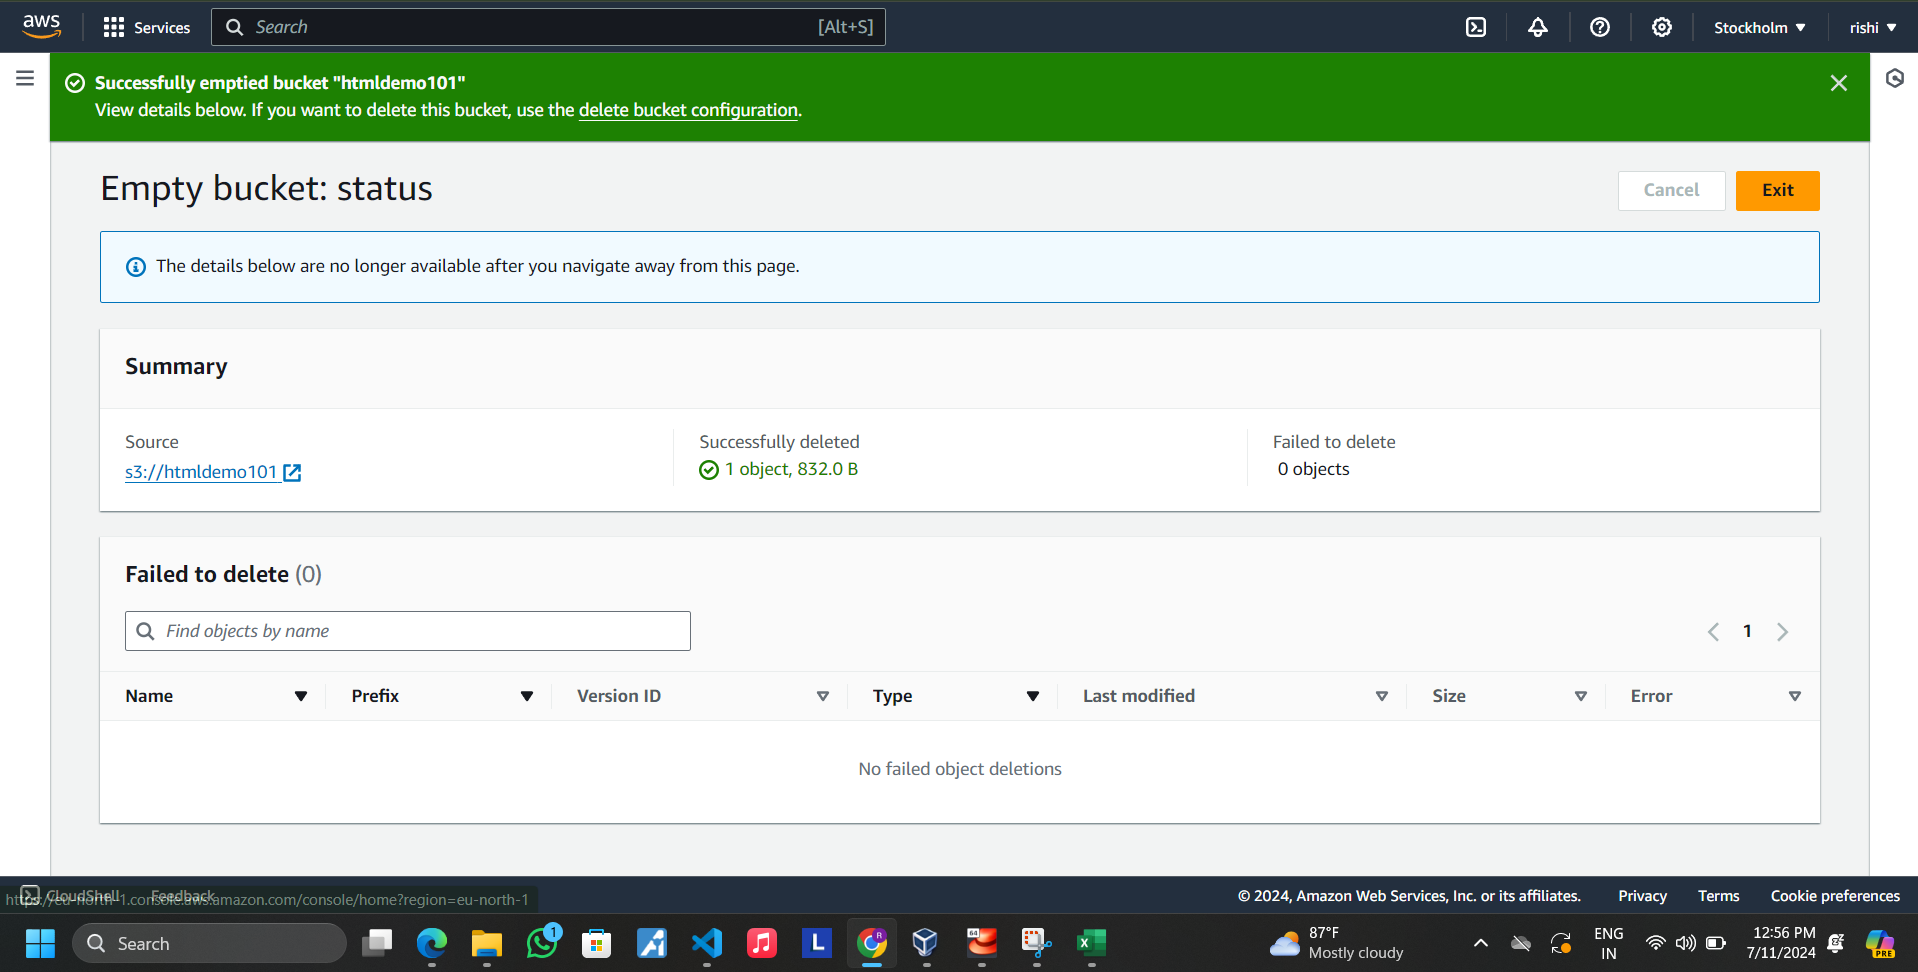 aws
Services
Search
[Alt+S]
Stockholm
rishi
Successfully emptied bucket "htmldemo101"
View details below. If you want to delete this bucket, use the delete bucket configuration.
Empty bucket: status
Cancel
Exit
The details below are no longer available after you navigate away from this page.
Summary
Source
s3://htmldemo101
Successfully deleted
1 object, 832.0 B
Failed to delete
0 objects
Failed to delete (0)
Find objects by name
1
Name
Prefix
Version ID
Type
Last modified
Size
Error
No failed object deletions
CloudShell
Feedback
https://eu-north-1.console.aws.amazon.com/console/home?region=eu-north-1
© 2024, Amazon Web Services, Inc. or its affiliates.
Privacy
Terms
Cookie preferences
Search
1
L
R
64
X
87°F
Mostly cloudy
ENG
IN
12:56 PM
7/11/2024
PRE